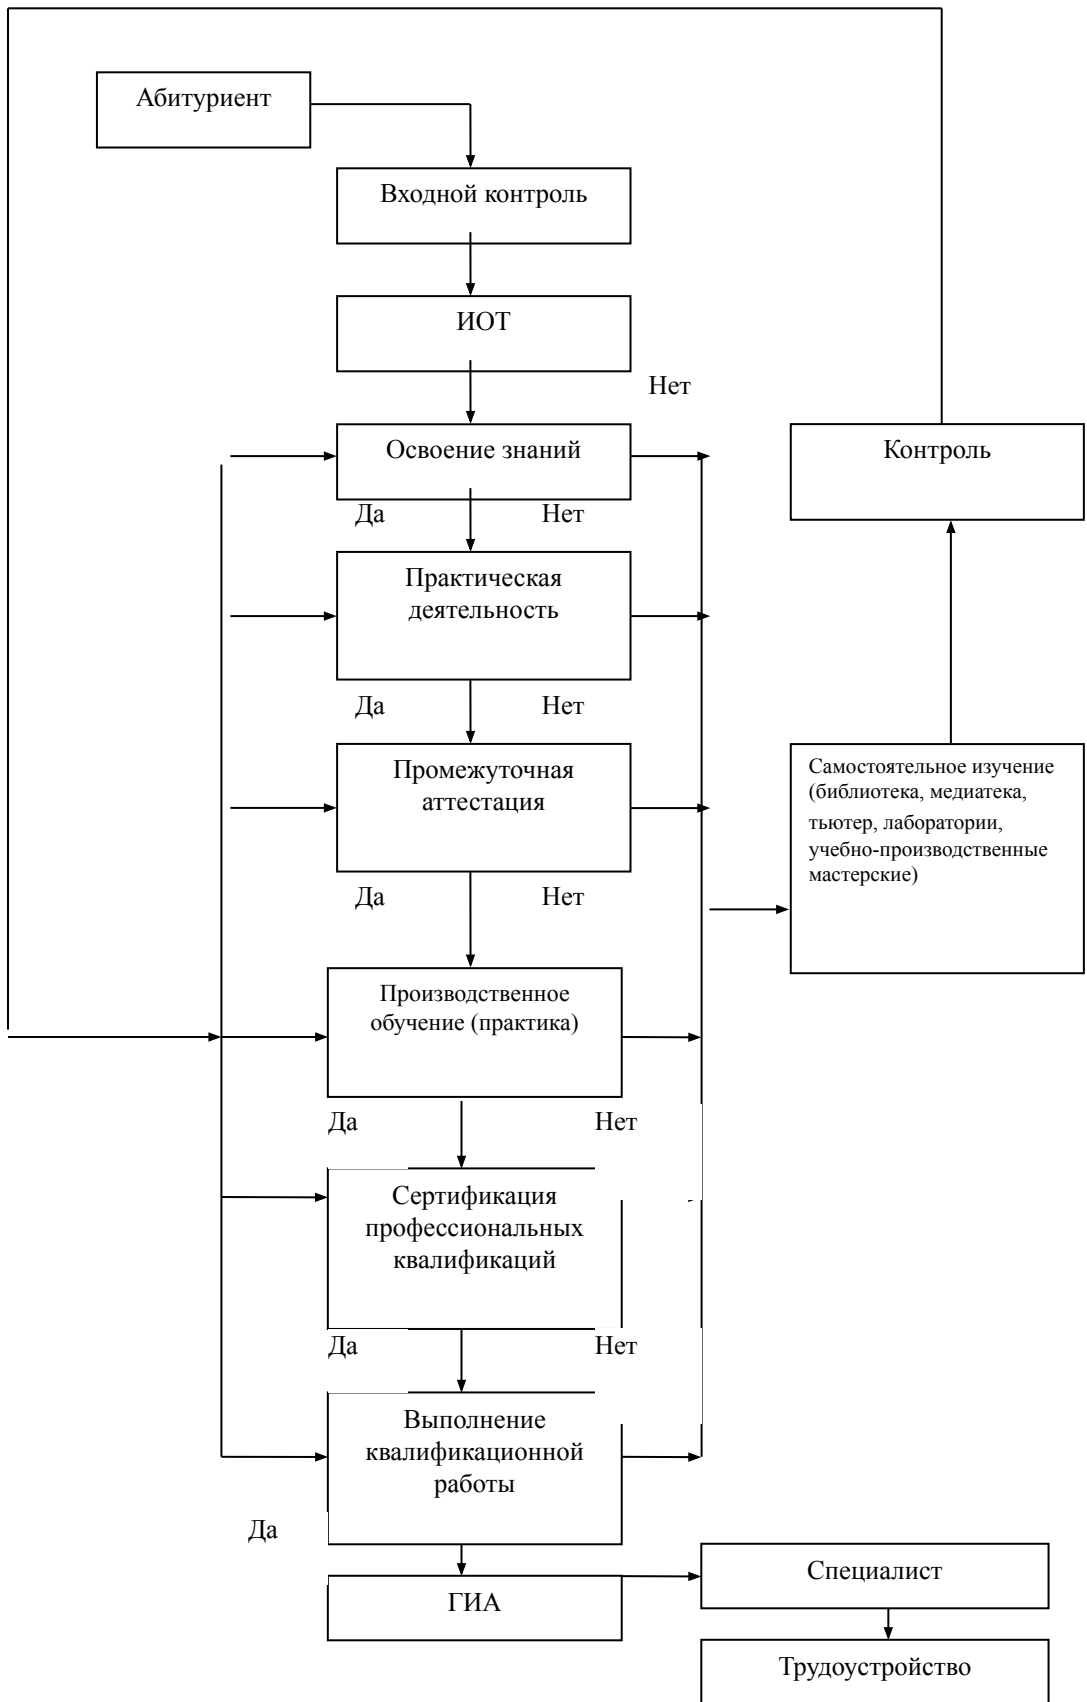 Абитуриент
Входной контроль
ИОТ
Нет
Освоение знаний
Контроль
Да
Нет
Практическая
деятельность
Да
Нет
Промежуточная
аттестация
Самостоятельное изучение
(библиотека, медиатека,
тьютер, лаборатории,
учебно-производственные
мастерские)
Да
Нет
Производственное
обучение (практика)
Да
Нет
Сертификация
профессиональных
квалификаций
Да
Нет
Выполнение
квалификационной
работы
Да
ГИА
Специалист
Трудоустройство